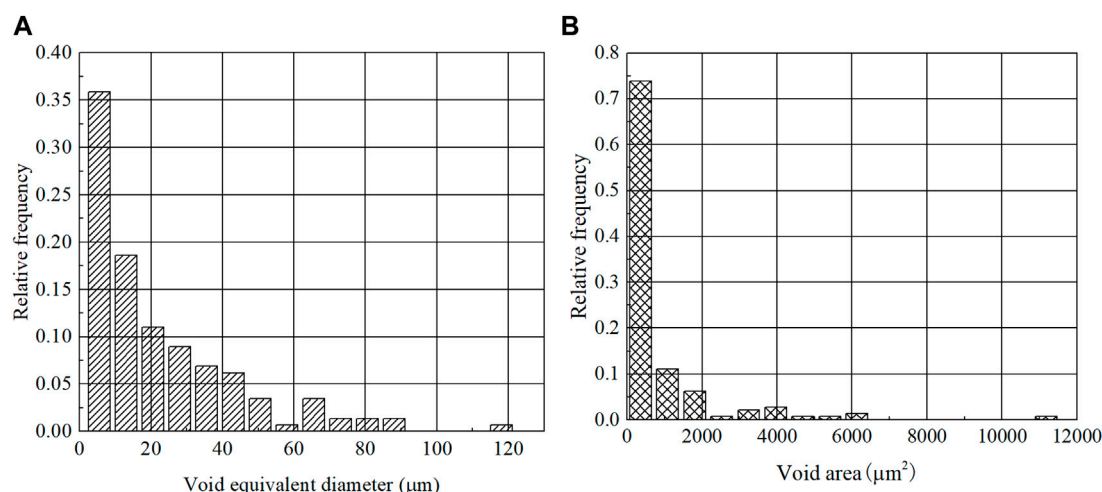 A
0.40
0.35
0.30
0.25
0.20
0.15
0.10
0.05
0.00
Relative frequency
0 20 40 60 80 100 120
Void equivalent diameter (μm)
B
0.8
0.7
0.6
0.5
0.4
0.3
0.2
0.1
0.0
Relative frequency
0 2000 4000 6000 8000 10000 12000
Void area（μm²）